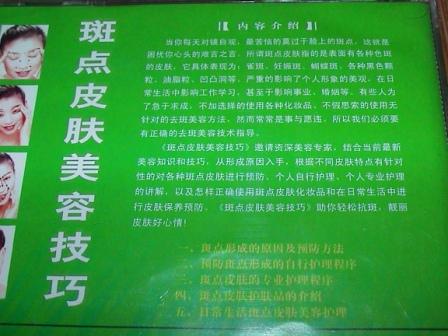 斑点皮肤美容技巧
【内容介绍】
当你每天对镜自观，最苦恼的莫过于脸上的斑点，这就是
困扰你心头的难言之言，所谓斑点皮肤指的是表面有各种色斑
的皮肤。它具体表现为：雀斑、妊娠斑、蝴蝶斑、各种黑色颗
粒、油脂粒、凹凸洞等，严重的影响了个人形象的美观，在日
常生活中影响工作学习，甚至于影响事业、婚姻等。有些人为
了急于求成，不加选择的使用各种化妆品，不假思索的使用无
针对的去斑美容方法，然而常常是事与愿违。所以我们必须要
有正确的去斑美容技术指导。
《斑点皮肤美容技巧》邀请资深美容专家，结合当前最新
美容知识和技巧，从形成原因入手，根据不同皮肤特点有针对
性的对各种斑点皮肤进行预防、个人自行护理、个人专业护理
的讲解，以及怎样正确使用斑点皮肤化妆品和在日常生活中进
行皮肤保养预防。《斑点皮肤美容技巧》助你轻松抗斑，靓丽
皮肤好心情！
一、斑点形成的原因及预防方法
二、预防斑点形成的自行护理程序
三、斑点皮肤的专业护理程序
四、斑点皮肤护肤品的介绍
五、日常生活斑点皮肤美容护理